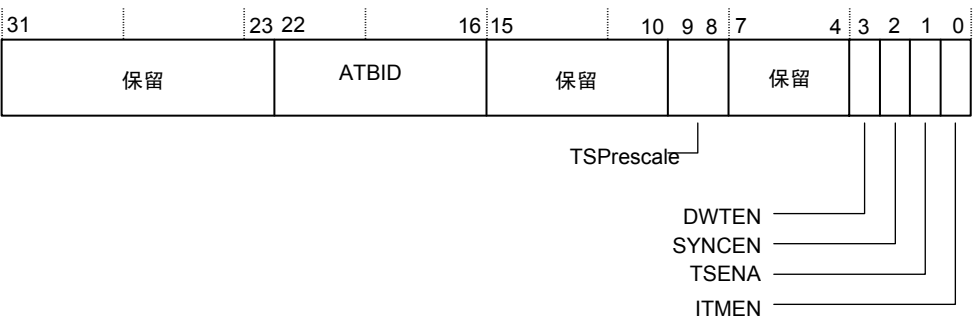 31 23 22 16 15 10 9 8 7 4 3 2 1 0
保留 ATBID 保留 保留
TSPrescale
DWTEN
SYNCEN
TSENA
ITMEN